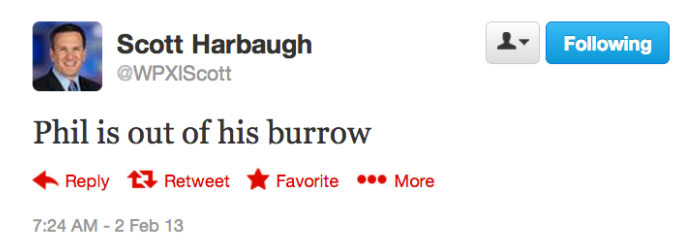 Scott Harbaugh
@WPXIScott
Following
Phil is out of his burrow
Reply Retweet Favorite More
7:24 AM - 2 Feb 13